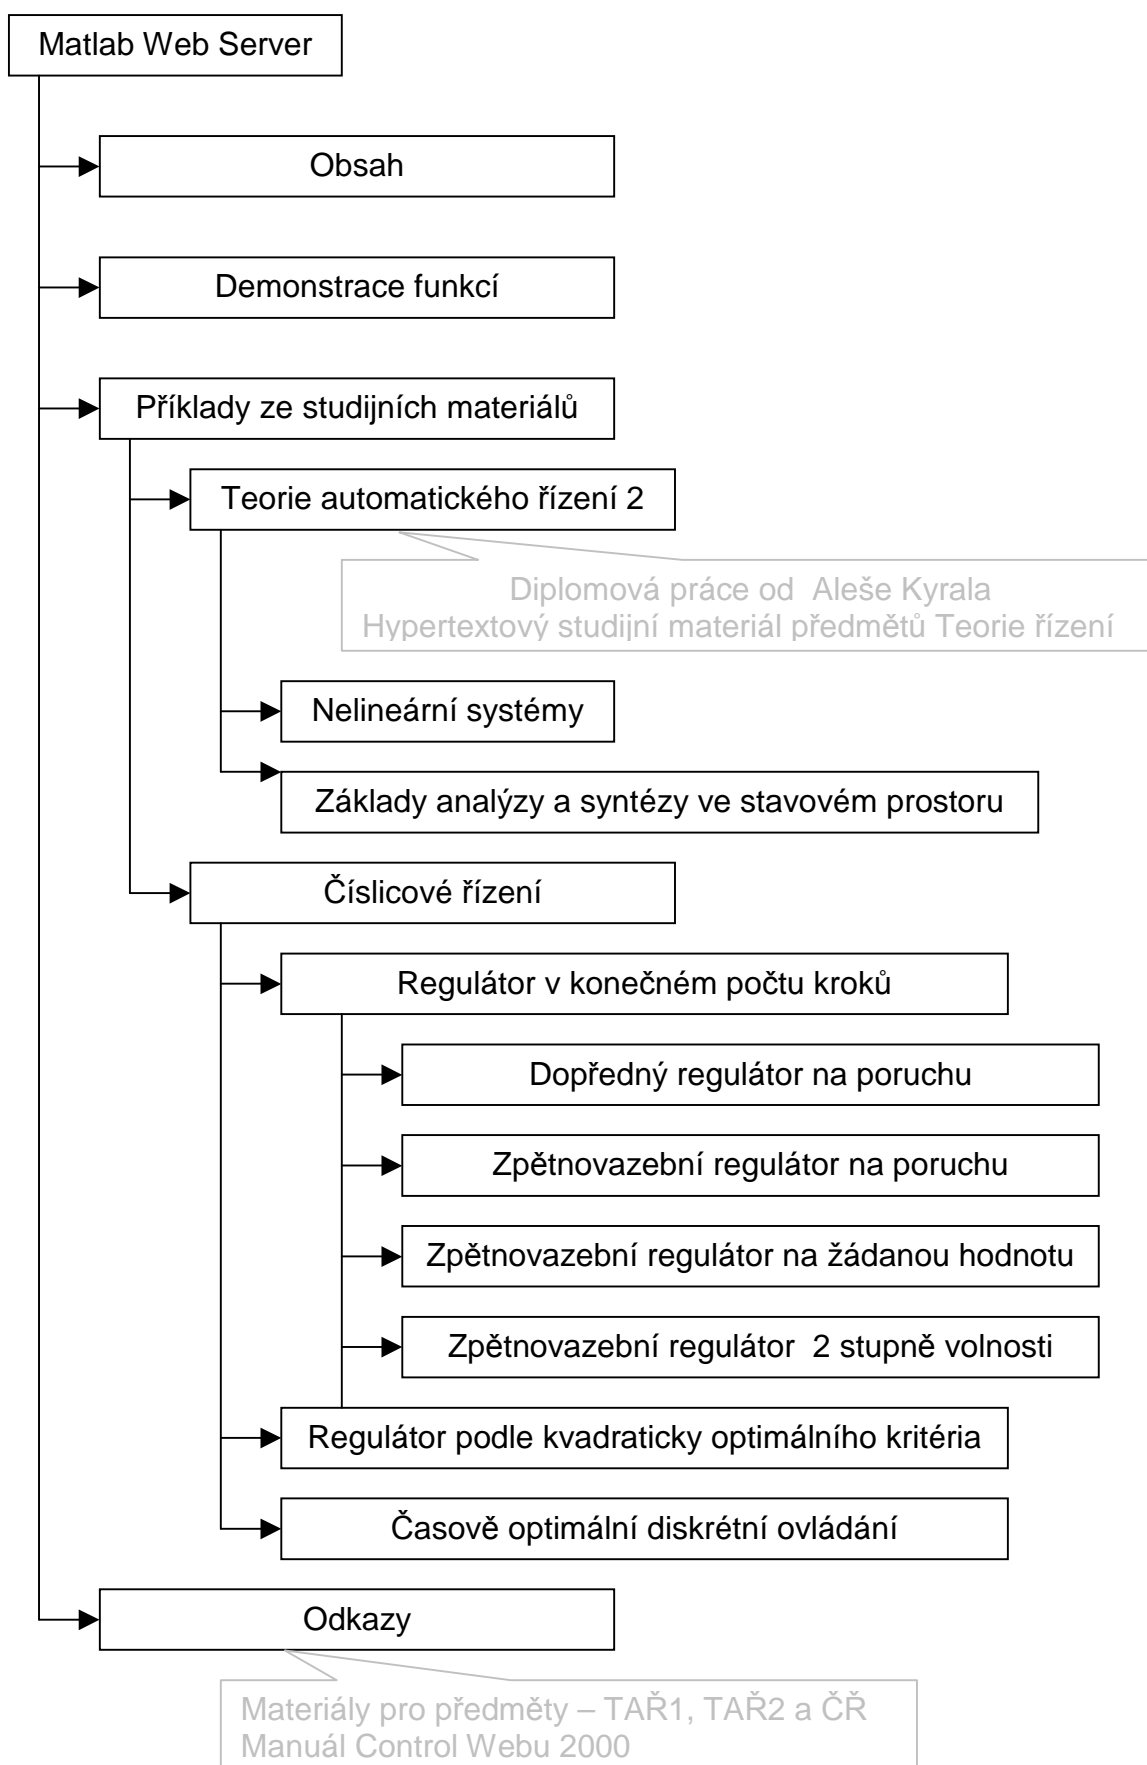 Matlab Web Server
Obsah
Demonstrace funkcí
Příklady ze studijních materiálů
Teorie automatického řízení 2
Diplomová práce od  Aleše Kyrala
Hypertextový studijní materiál předmětů Teorie řízení
Nelineární systémy
Základy analýzy a syntézy ve stavovém prostoru
Číslicové řízení
Regulátor v konečném počtu kroků
Dopředný regulátor na poruchu
Zpětnovazební regulátor na poruchu
Zpětnovazební regulátor na žádanou hodnotu
Zpětnovazební regulátor  2 stupně volnosti
Regulátor podle kvadraticky optimálního kritéria
Časově optimální diskrétní ovládání
Odkazy
Materiály pro předměty – TAŘ1, TAŘ2 a ČŘ
Manuál Control Webu 2000